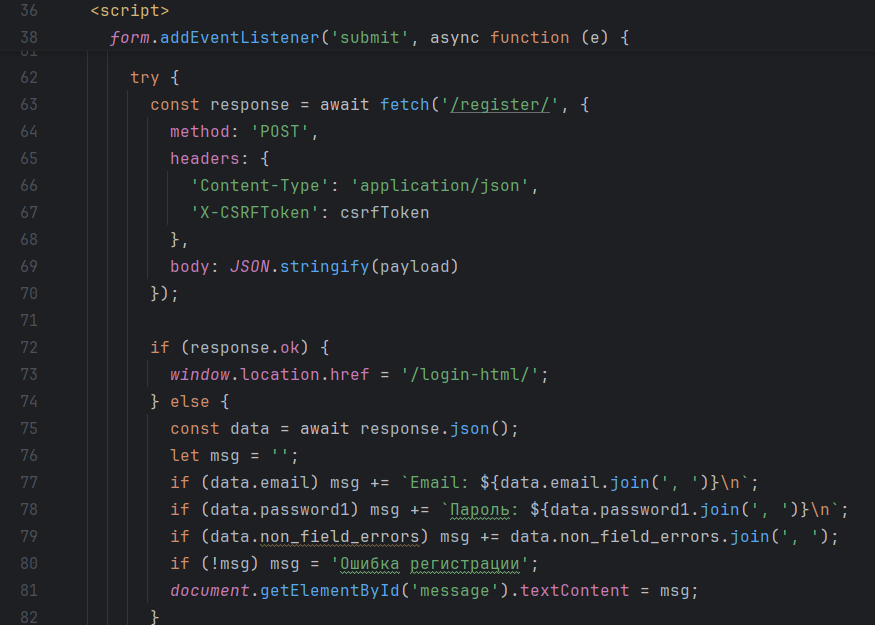 36 <script>
38 form.addEventListener('submit', async function (e) {
62 try {
63 const response = await fetch('/register/', {
64 method: 'POST',
65 headers: {
66 'Content-Type': 'application/json',
67 'X-CSRFToken': csrfToken
68 },
69 body: JSON.stringify(payload)
70 });
71
72 if (response.ok) {
73 window.location.href = '/login-html/';
74 } else {
75 const data = await response.json();
76 let msg = '';
77 if (data.email) msg += `Email: ${data.email.join(', ')}\n`;
78 if (data.password1) msg += `Пароль: ${data.password1.join(', ')}\n`;
79 if (data.non_field_errors) msg += data.non_field_errors.join(', ');
80 if (!msg) msg = 'Ошибка регистрации';
81 document.getElementById('message').textContent = msg;
82 }